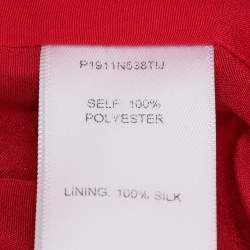 P1911N638TIJ
SELF: 100%
POLYESTER
LINING: 100% SILK